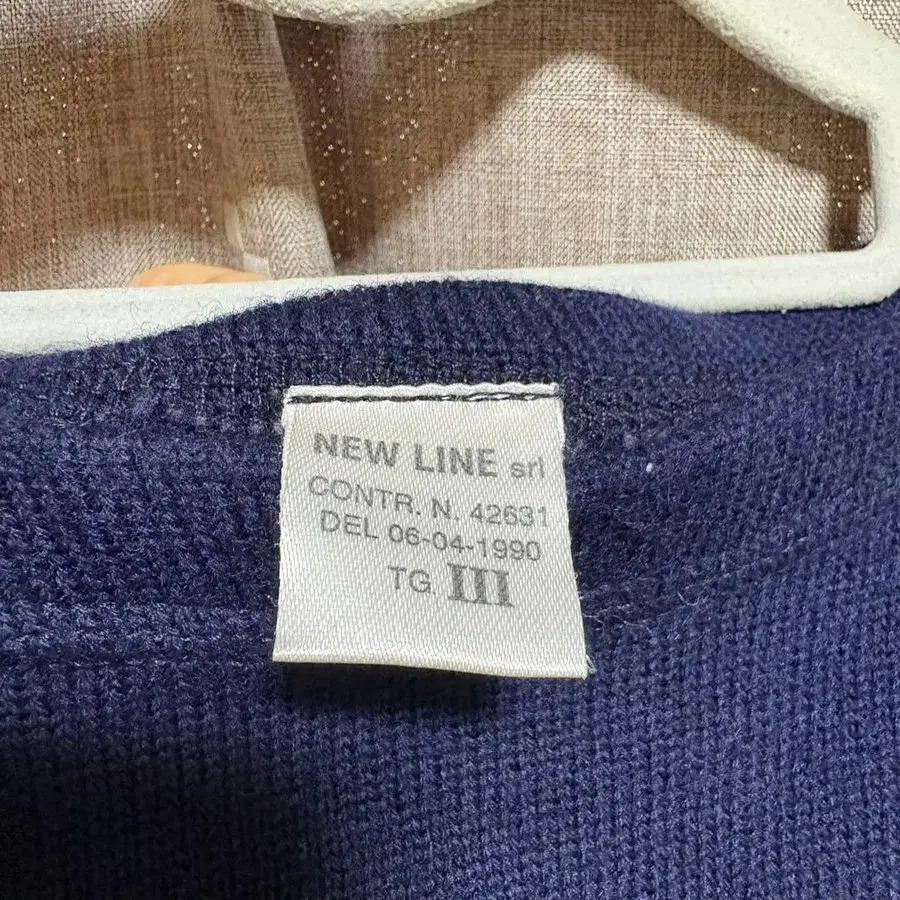 NEW LINE srl
CONTR. N. 42631
DEL 06-04-1990
TG. III